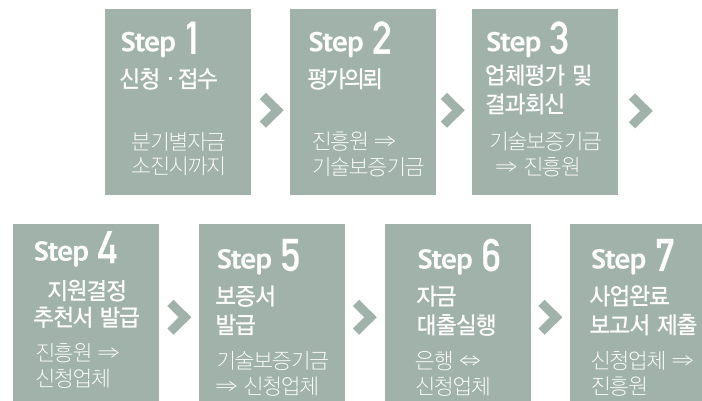 Step 1
신청 · 접수
분기별자금
소진시까지
Step 2
평가의뢰
진흥원 ⇒
기술보증기금
Step 3
업체평가 및
결과회신
기술보증기금
⇒ 진흥원
Step 4
지원결정
추천서 발급
진흥원 ⇒
신청업체
Step 5
보증서
발급
기술보증기금
⇒ 신청업체
Step 6
자금
대출실행
은행 ⇔
신청업체
Step 7
사업완료
보고서 제출
신청업체 ⇒
진흥원